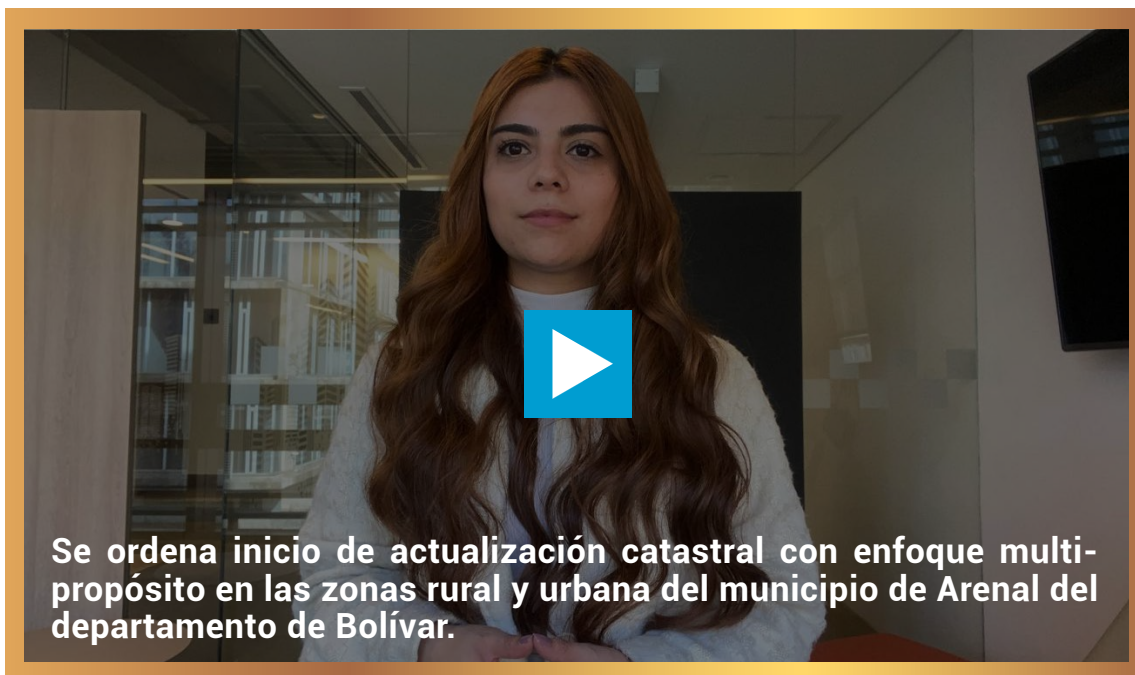 Se ordena inicio de actualización catastral con enfoque multi-
propósito en las zonas rural y urbana del municipio de Arenal del
departamento de Bolívar.